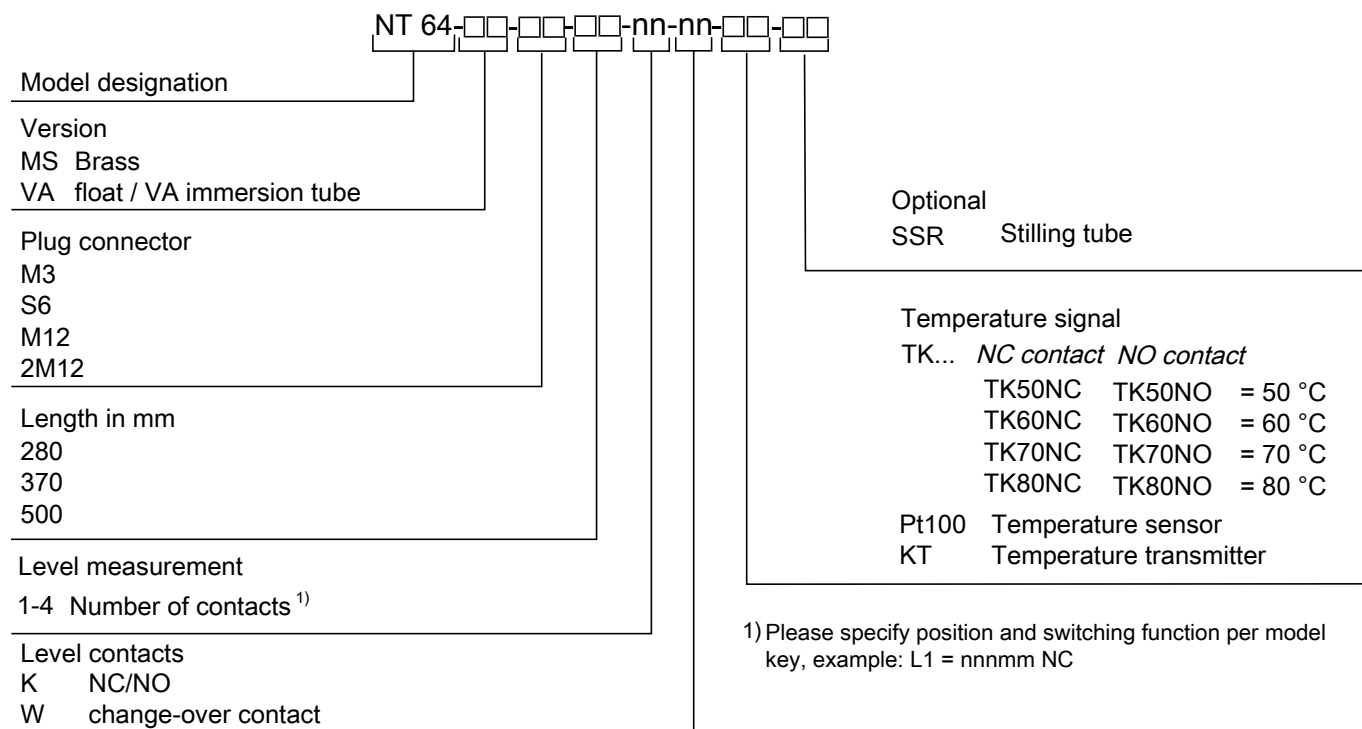 NT 64-□□-□□-□□-nn-nn-□□-□□
Model designation
Version
MS Brass
VA float / VA immersion tube
Plug connector
M3
S6
M12
2M12
Length in mm
280
370
500
Level measurement
1-4 Number of contacts 1)
Level contacts
K NC/NO
W change-over contact
Optional
SSR Stilling tube
Temperature signal
TK... NC contact NO contact
TK50NC TK50NO = 50 °C
TK60NC TK60NO = 60 °C
TK70NC TK70NO = 70 °C
TK80NC TK80NO = 80 °C
Pt100 Temperature sensor
KT Temperature transmitter
1) Please specify position and switching function per model
key, example: L1 = nnnmm NC